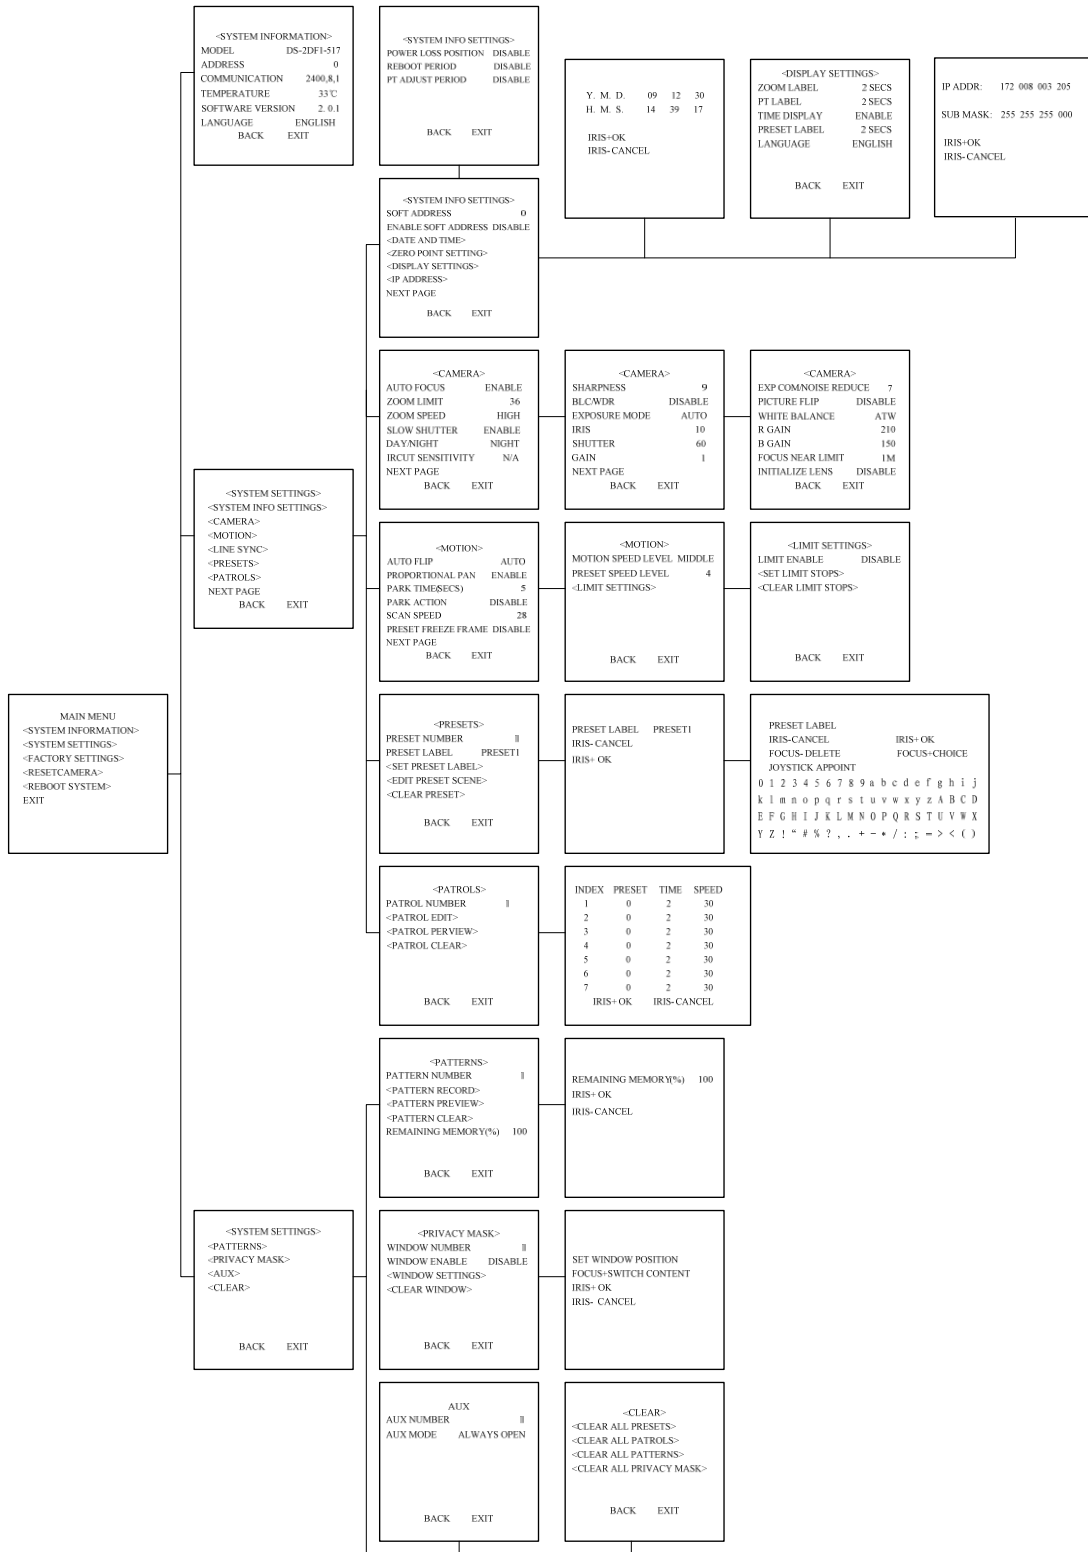 <SYSTEM INFORMATION>
MODEL DS-2DF1-517
ADDRESS 0
COMMUNICATION 2400,8,1
TEMPERATURE 33℃
SOFTWARE VERSION 2. 0.1
LANGUAGE ENGLISH
BACK EXIT
<SYSTEM INFO SETTINGS>
POWER LOSS POSITION DISABLE
REBOOT PERIOD DISABLE
PT ADJUST PERIOD DISABLE
BACK EXIT
Y. M. D. 09 12 30
H. M. S. 14 39 17
IRIS+OK
IRIS-CANCEL
<DISPLAY SETTINGS>
ZOOM LABEL 2 SECS
PT LABEL 2 SECS
TIME DISPLAY ENABLE
PRESET LABEL 2 SECS
LANGUAGE ENGLISH
BACK EXIT
IP ADDR: 172 008 003 205
SUB MASK: 255 255 255 000
IRIS+OK
IRIS- CANCEL
<SYSTEM INFO SETTINGS>
SOFT ADDRESS 0
ENABLE SOFT ADDRESS DISABLE
<DATE AND TIME>
<ZERO POINT SETTING>
<DISPLAY SETTINGS>
<IP ADDRESS>
NEXT PAGE
BACK EXIT
<CAMERA>
AUTO FOCUS ENABLE
ZOOM LIMIT 36
ZOOM SPEED HIGH
SLOW SHUTTER ENABLE
DAY/NIGHT NIGHT
IRCUT SENSITIVITY N/A
NEXT PAGE
BACK EXIT
<CAMERA>
SHARPNESS 9
BLC/WDR DISABLE
EXPOSURE MODE AUTO
IRIS 10
SHUTTER 60
GAIN 1
NEXT PAGE
BACK EXIT
<CAMERA>
EXP COM/NOISE REDUCE 7
PICTURE FLIP DISABLE
WHITE BALANCE ATW
R GAIN 210
B GAIN 150
FOCUS NEAR LIMIT 1M
INITIALIZE LENS DISABLE
BACK EXIT
<SYSTEM SETTINGS>
<SYSTEM INFO SETTINGS>
<CAMERA>
<MOTION>
<LINE SYNC>
<PRESETS>
<PATROLS>
NEXT PAGE
BACK EXIT
<MOTION>
AUTO FLIP AUTO
PROPORTIONAL PAN ENABLE
PARK TIME(SECS) 5
PARK ACTION DISABLE
SCAN SPEED 28
PRESET FREEZE FRAME DISABLE
NEXT PAGE
BACK EXIT
<MOTION>
MOTION SPEED LEVEL MIDDLE
PRESET SPEED LEVEL 4
<LIMIT SETTINGS>
BACK EXIT
<LIMIT SETTINGS>
LIMIT ENABLE DISABLE
<SET LIMIT STOPS>
<CLEAR LIMIT STOPS>
BACK EXIT
MAIN MENU
<SYSTEM INFORMATION>
<SYSTEM SETTINGS>
<FACTORY SETTINGS>
<RESETCAMERA>
<REBOOT SYSTEM>
EXIT
<PRESETS>
PRESET NUMBER
PRESET LABEL PRESET1
<SET PRESET LABEL>
<EDIT PRESET SCENE>
<CLEAR PRESET>
BACK EXIT
PRESET LABEL PRESET1
IRIS- CANCEL
IRIS+ OK
PRESET LABEL
IRIS-CANCEL IRIS+OK
FOCUS- DELETE FOCUS+CHOICE
JOYSTICK APPOINT
0 1 2 3 4 5 6 7 8 9 a b c d e f g h i j
k l m n o p q r s t u v w x y z A B C D
E F G H I J K L M N O P Q R S T U V W X
Y Z ! “ # % ? , . + - * / : ; = > < ( )
<PATROLS>
PATROL NUMBER
<PATROL EDIT>
<PATROL PERVIEW>
<PATROL CLEAR>
BACK EXIT
INDEX PRESET TIME SPEED
1 0 2 30
2 0 2 30
3 0 2 30
4 0 2 30
5 0 2 30
6 0 2 30
7 0 2 30
IRIS+OK IRIS-CANCEL
<PATTERNS>
PATTERN NUMBER
<PATTERN RECORD>
<PATTERN PREVIEW>
<PATTERN CLEAR>
REMAINING MEMORY(%) 100
BACK EXIT
REMAINING MEMORY(%) 100
IRIS+ OK
IRIS-CANCEL
<SYSTEM SETTINGS>
<PATTERNS>
<PRIVACY MASK>
<AUX>
<CLEAR>
BACK EXIT
<PRIVACY MASK>
WINDOW NUMBER
WINDOW ENABLE DISABLE
<WINDOW SETTINGS>
<CLEAR WINDOW>
BACK EXIT
SET WINDOW POSITION
FOCUS+SWITCH CONTENT
IRIS+ OK
IRIS- CANCEL
AUX
AUX NUMBER
AUX MODE ALWAYS OPEN
BACK EXIT
<CLEAR>
<CLEAR ALL PRESETS>
<CLEAR ALL PATROLS>
<CLEAR ALL PATTERNS>
<CLEAR ALL PRIVACY MASK>
BACK EXIT